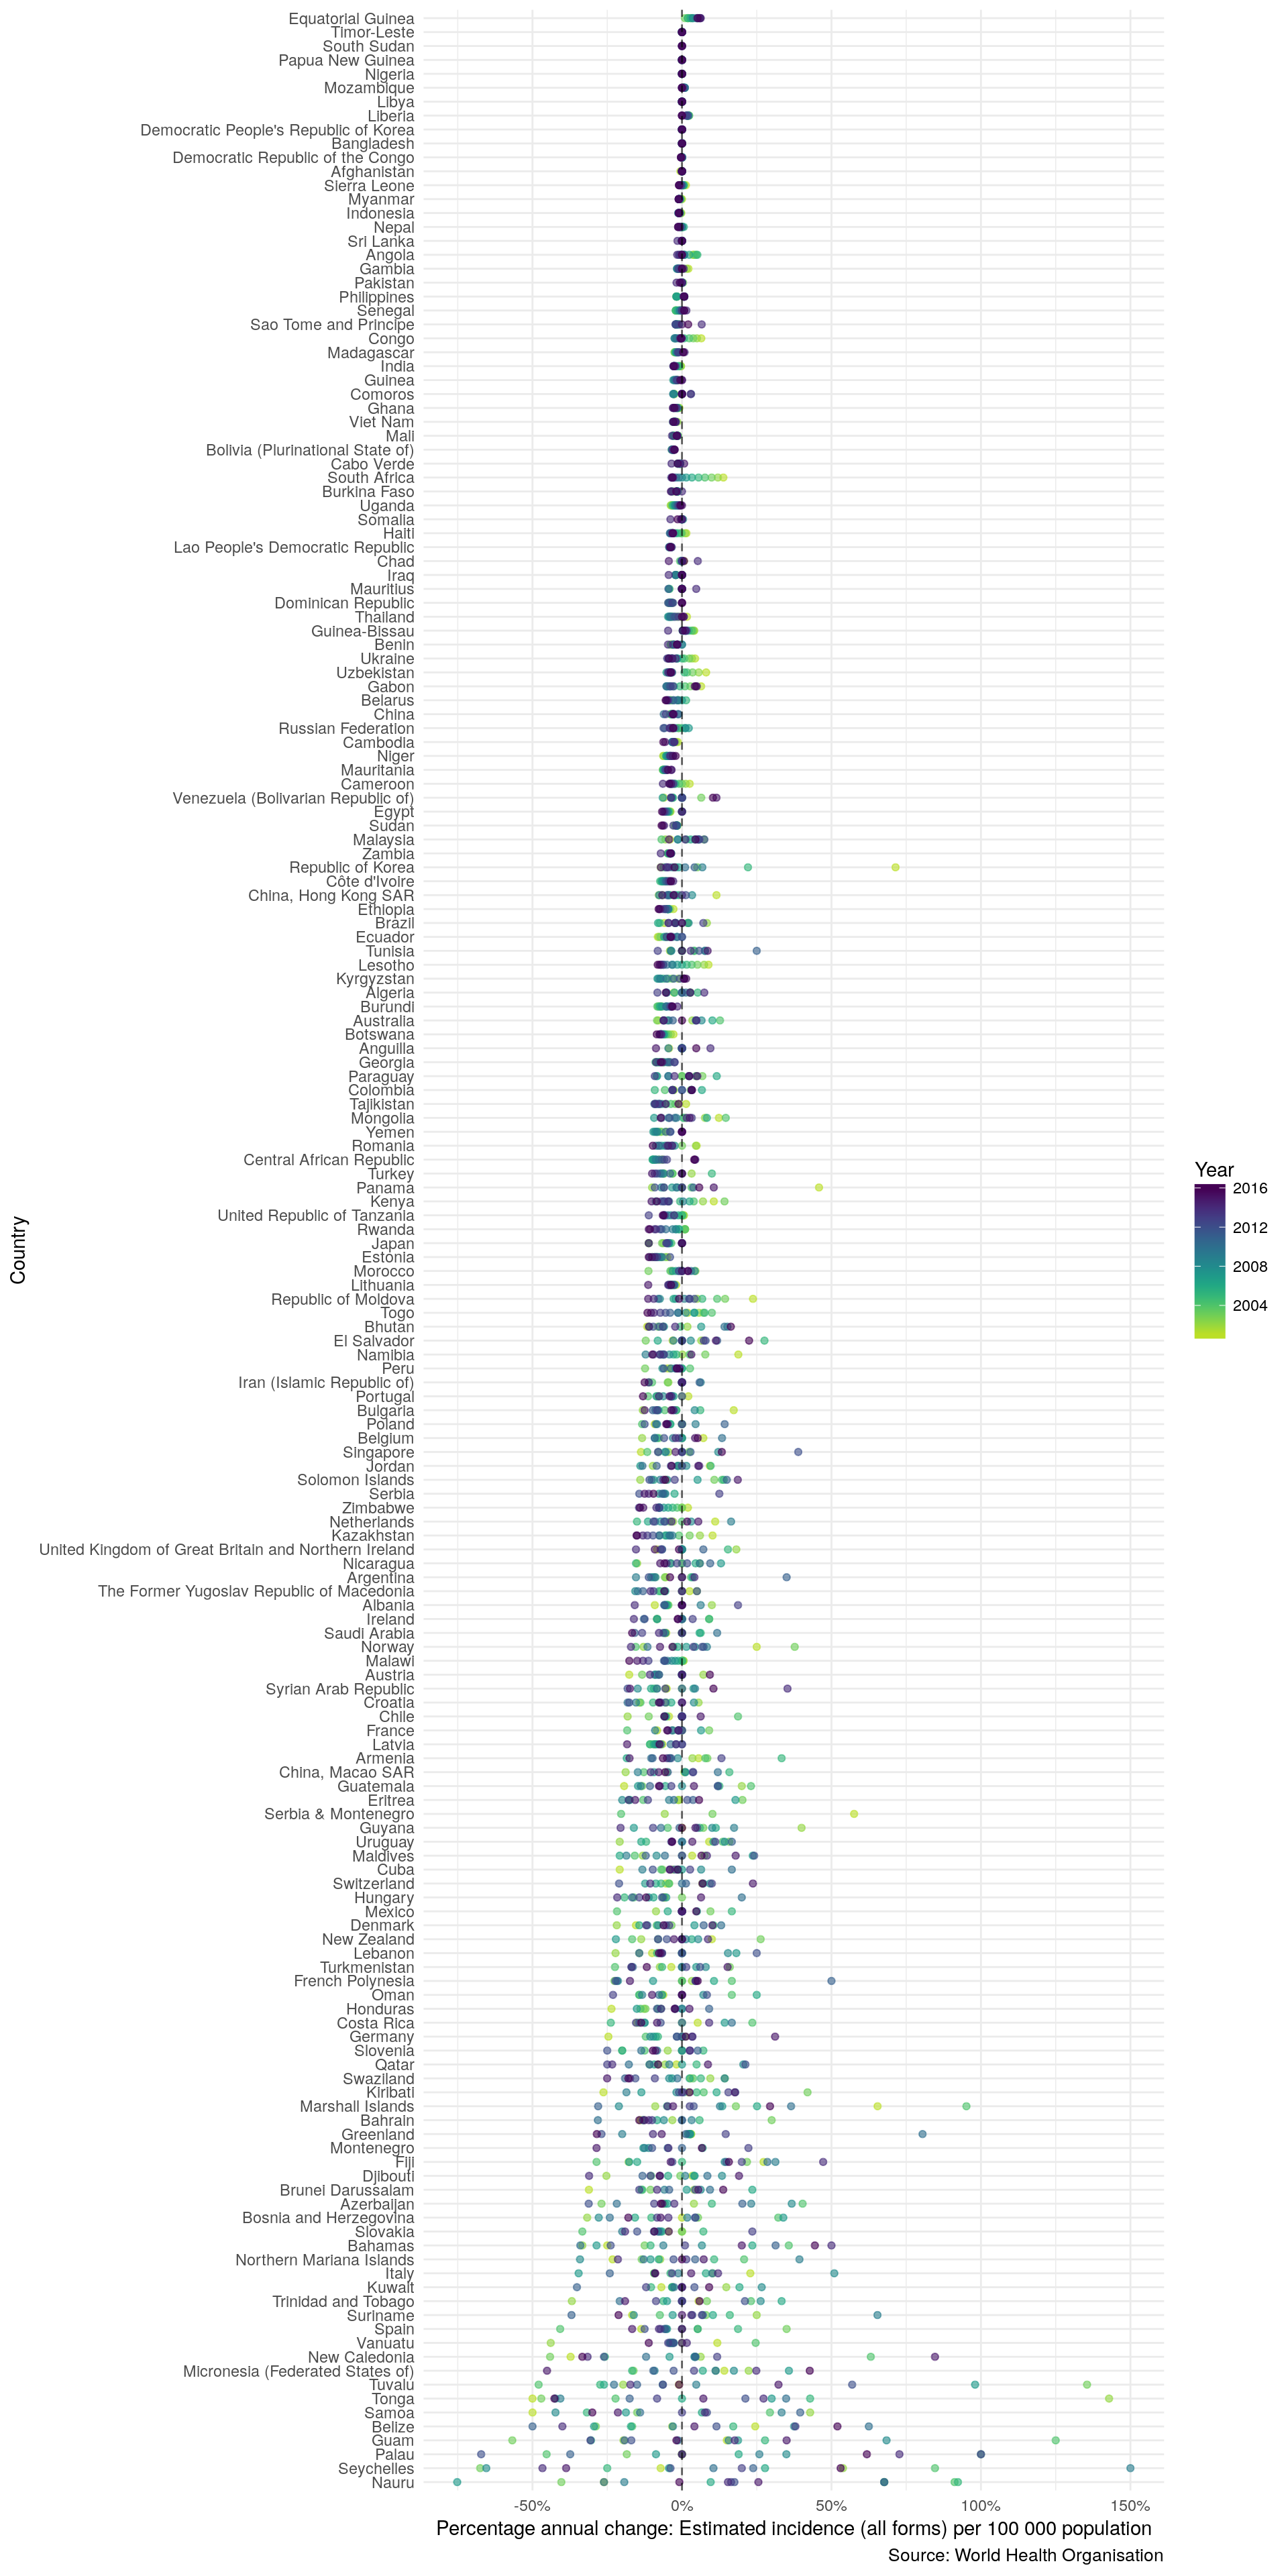 Equatorial Guinea
Timor-Leste
South Sudan
Papua New Guinea
Nigeria
Mozambique
Libya
Liberia
Democratic People's Republic of Korea
Bangladesh
Democratic Republic of the Congo
Afghanistan
Sierra Leone
Myanmar
Indonesia
Nepal
Sri Lanka
Angola
Gambia
Pakistan
Philippines
Senegal
Sao Tome and Principe
Congo
Madagascar
India
Guinea
Comoros
Ghana
Viet Nam
Mali
Bolivia (Plurinational State of)
Cabo Verde
South Africa
Burkina Faso
Uganda
Somalia
Haiti
Lao People's Democratic Republic
Chad
Iraq
Mauritius
Dominican Republic
Thailand
Guinea-Bissau
Benin
Ukraine
Uzbekistan
Gabon
Belarus
China
Russian Federation
Cambodia
Niger
Mauritania
Cameroon
Venezuela (Bolivarian Republic of)
Egypt
Sudan
Malaysia
Zambia
Republic of Korea
Côte d'Ivoire
China, Hong Kong SAR
Ethiopia
Brazil
Ecuador
Tunisia
Lesotho
Kyrgyzstan
Algeria
Burundi
Australia
Botswana
Anguilla
Georgia
Paraguay
Colombia
Tajikistan
Mongolia
Yemen
Romania
Central African Republic
Turkey
Panama
Kenya
United Republic of Tanzania
Rwanda
Japan
Estonia
Morocco
Lithuania
Republic of Moldova
Togo
Bhutan
El Salvador
Namibia
Peru
Iran (Islamic Republic of)
Portugal
Bulgaria
Poland
Belgium
Singapore
Jordan
Solomon Islands
Serbia
Zimbabwe
Netherlands
Kazakhstan
United Kingdom of Great Britain and Northern Ireland
Nicaragua
Argentina
The Former Yugoslav Republic of Macedonia
Albania
Ireland
Saudi Arabia
Norway
Malawi
Austria
Syrian Arab Republic
Croatia
Chile
France
Latvia
Armenia
China, Macao SAR
Guatemala
Eritrea
Serbia & Montenegro
Guyana
Uruguay
Maldives
Cuba
Switzerland
Hungary
Mexico
Denmark
New Zealand
Lebanon
Turkmenistan
French Polynesia
Oman
Honduras
Costa Rica
Germany
Slovenia
Qatar
Swaziland
Kiribati
Marshall Islands
Bahrain
Greenland
Montenegro
Fiji
Djibouti
Brunei Darussalam
Azerbaijan
Bosnia and Herzegovina
Slovakia
Bahamas
Northern Mariana Islands
Italy
Kuwait
Trinidad and Tobago
Suriname
Spain
Vanuatu
New Caledonia
Micronesia (Federated States of)
Tuvalu
Tonga
Samoa
Belize
Guam
Palau
Seychelles
Nauru
Country
-50% 0% 50% 100% 150%
Percentage annual change: Estimated incidence (all forms) per 100 000 population
Source: World Health Organisation
Year
2016
2012
2008
2004